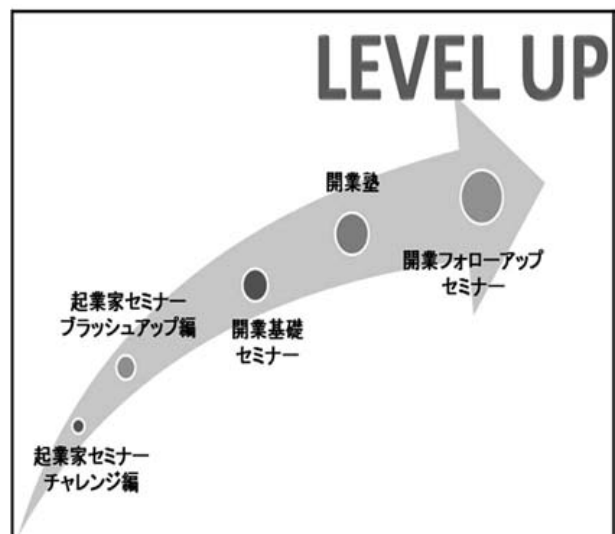 LEVEL UP
開業塾
開業フォローアップ
セミナー
起業家セミナー
ブラッシュアップ編
開業基礎
セミナー
起業家セミナー
チャレンジ編